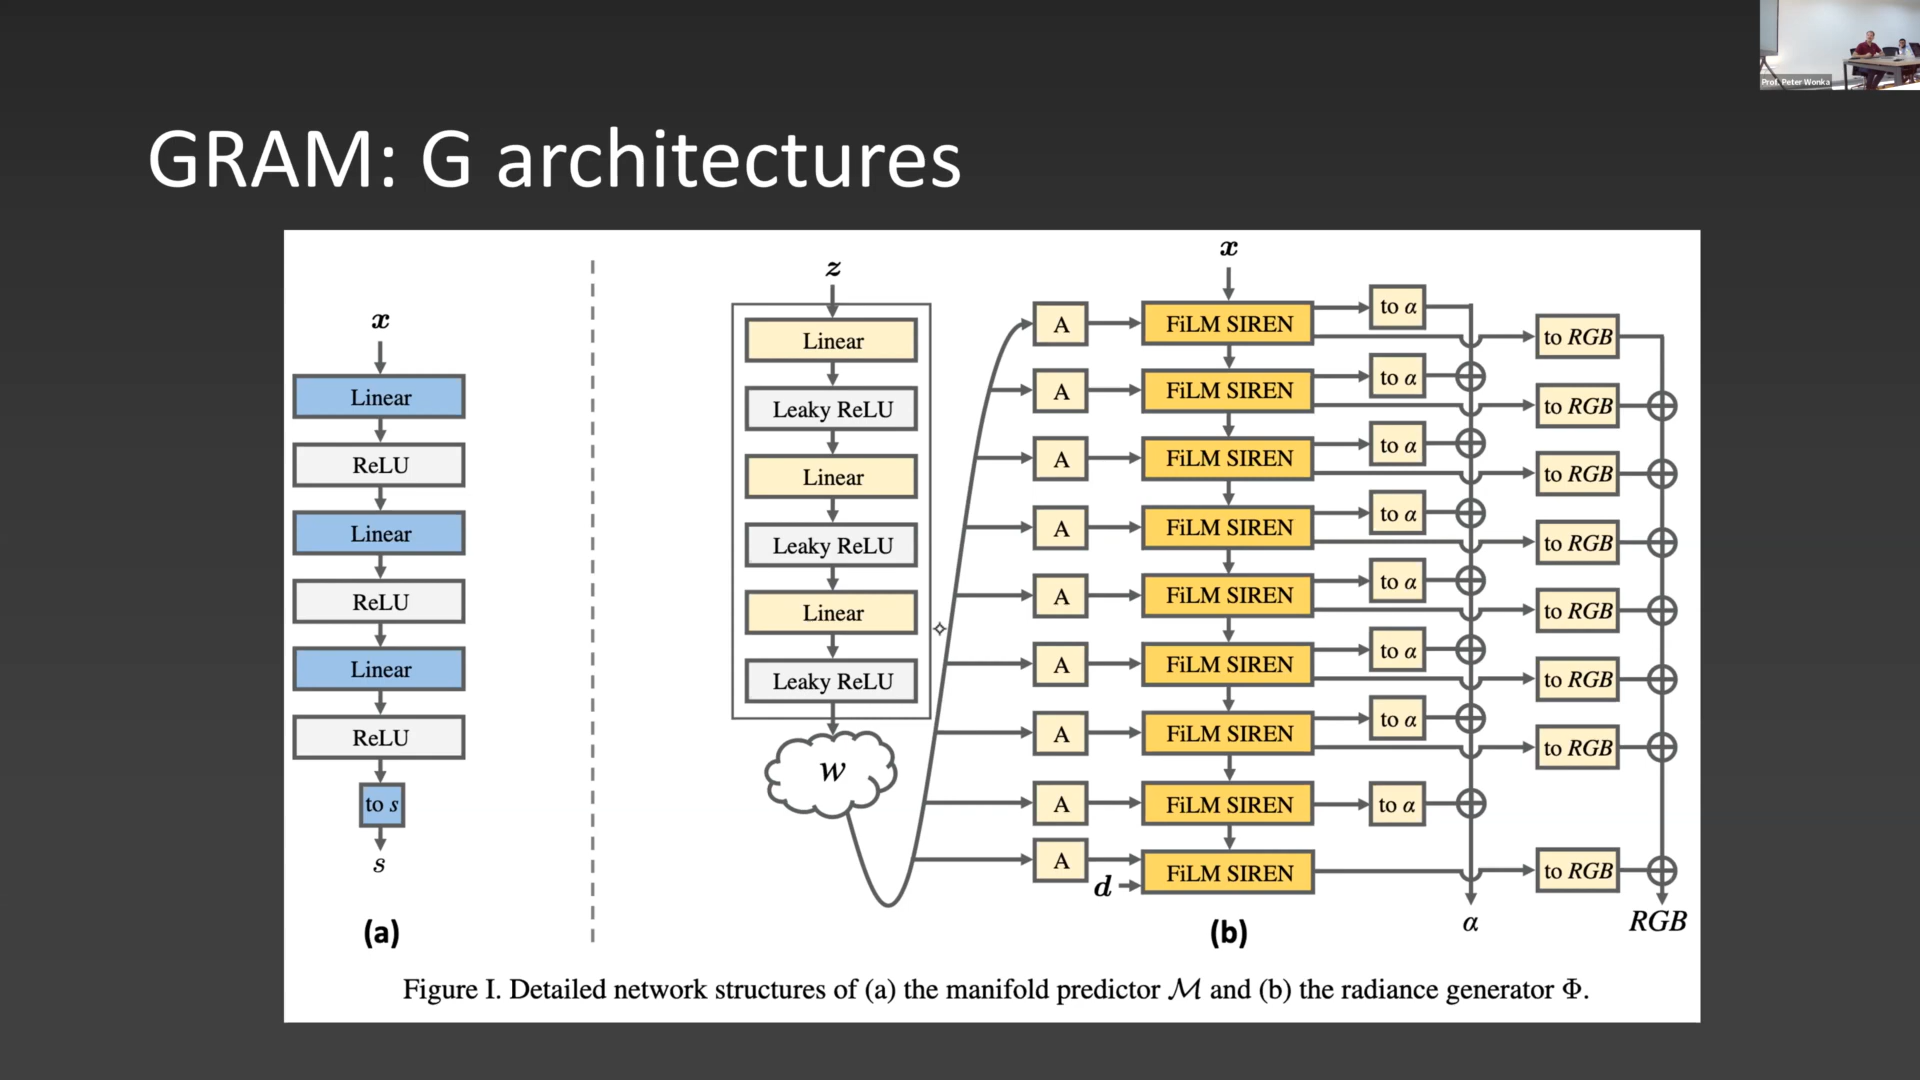 Prof. Peter Wonka
GRAM: G architectures
x
Linear
ReLU
Linear
ReLU
Linear
ReLU
to s
s
(a)
z
Linear
Leaky ReLU
Linear
Leaky ReLU
Linear
Leaky ReLU
w
x
A FiLM SIREN to α to RGB
A FiLM SIREN to α to RGB
A FiLM SIREN to α to RGB
A FiLM SIREN to α to RGB
A FiLM SIREN to α to RGB
A FiLM SIREN to α to RGB
A FiLM SIREN to α to RGB
A FiLM SIREN to α
A d FiLM SIREN to RGB
α RGB
(b)
Figure I. Detailed network structures of (a) the manifold predictor ℳ and (b) the radiance generator Φ.